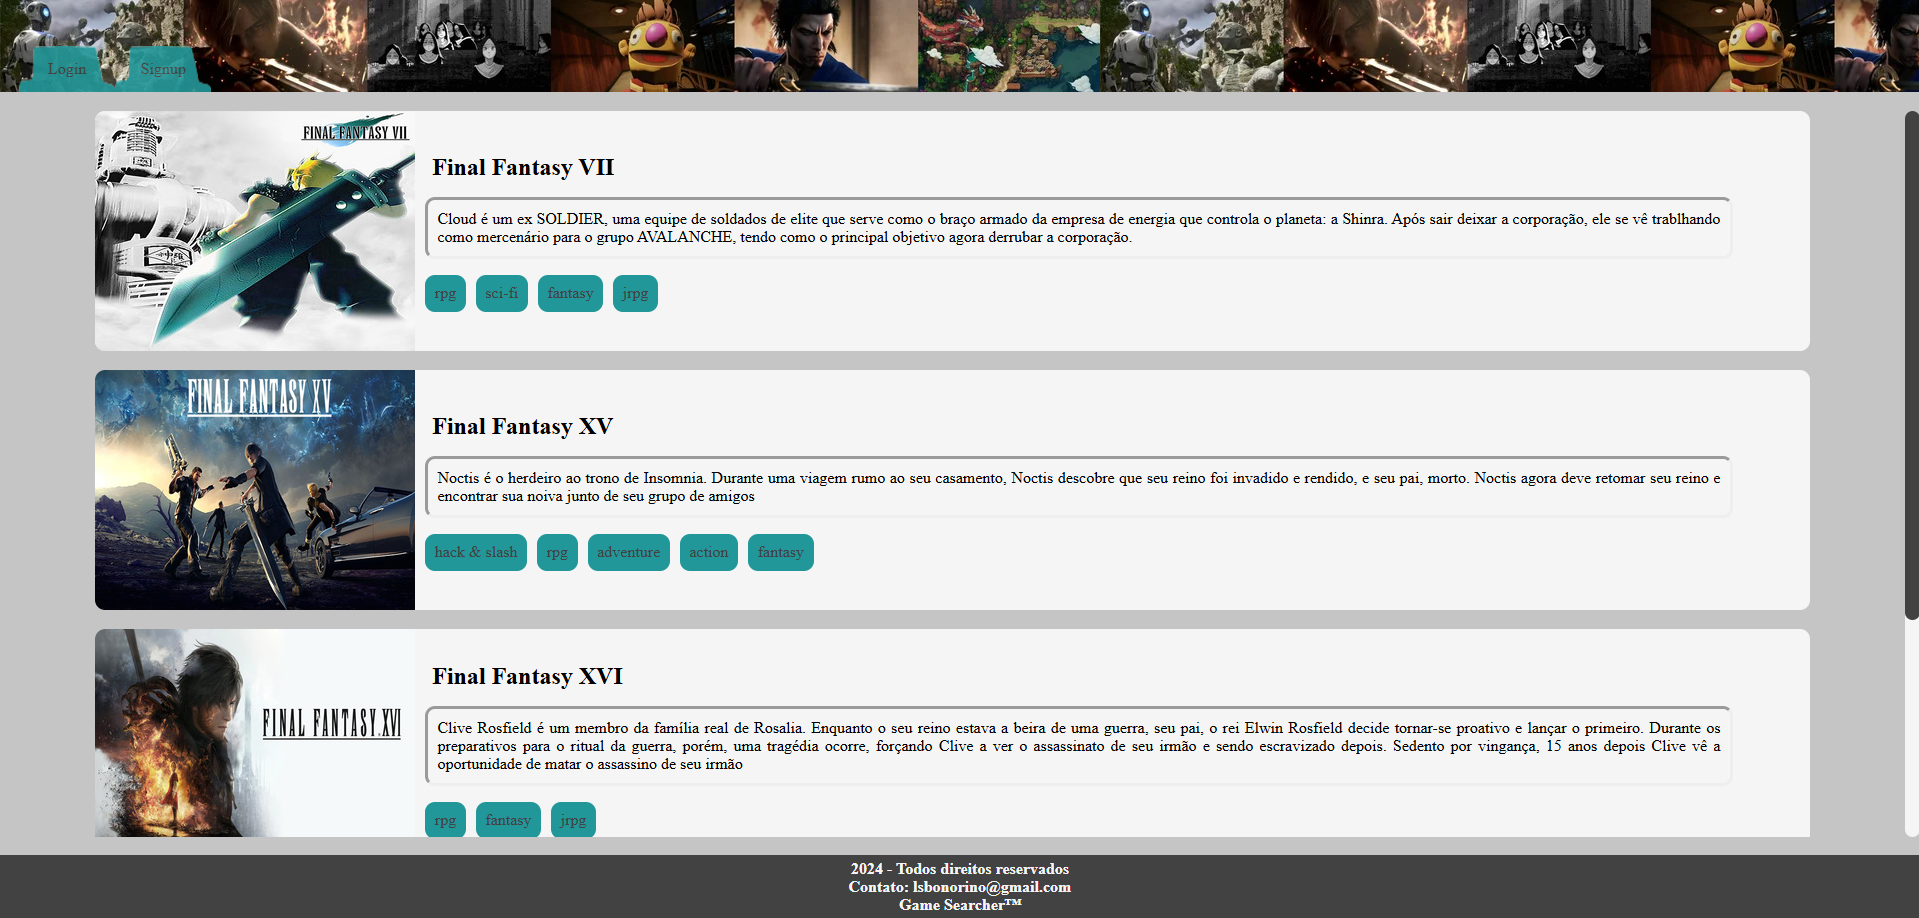 Login
Signup
FINAL FANTASY VII
Final Fantasy VII
Cloud é um ex SOLDIER, uma equipe de soldados de elite que serve como o braço armado da empresa de energia que controla o planeta: a Shinra. Após sair deixar a corporação, ele se vê trablhando
como mercenário para o grupo AVALANCHE, tendo como o principal objetivo agora derrubar a corporação.
rpg sci-fi fantasy jrpg
FINAL FANTASY XV
Final Fantasy XV
Noctis é o herdeiro ao trono de Insomnia. Durante uma viagem rumo ao seu casamento, Noctis descobre que seu reino foi invadido e rendido, e seu pai, morto. Noctis agora deve retomar seu reino e
encontrar sua noiva junto de seu grupo de amigos
hack & slash rpg adventure action fantasy
FINAL FANTASY XVI
Final Fantasy XVI
Clive Rosfield é um membro da família real de Rosalia. Enquanto o seu reino estava a beira de uma guerra, seu pai, o rei Elwin Rosfield decide tornar-se proativo e lançar o primeiro. Durante os
preparativos para o ritual da guerra, porém, uma tragédia ocorre, forçando Clive a ver o assassinato de seu irmão e sendo escravizado depois. Sedento por vingança, 15 anos depois Clive vê a
oportunidade de matar o assassino de seu irmão
rpg fantasy jrpg
2024 - Todos direitos reservados
Contato: lsbonorino@gmail.com
Game Searcher™